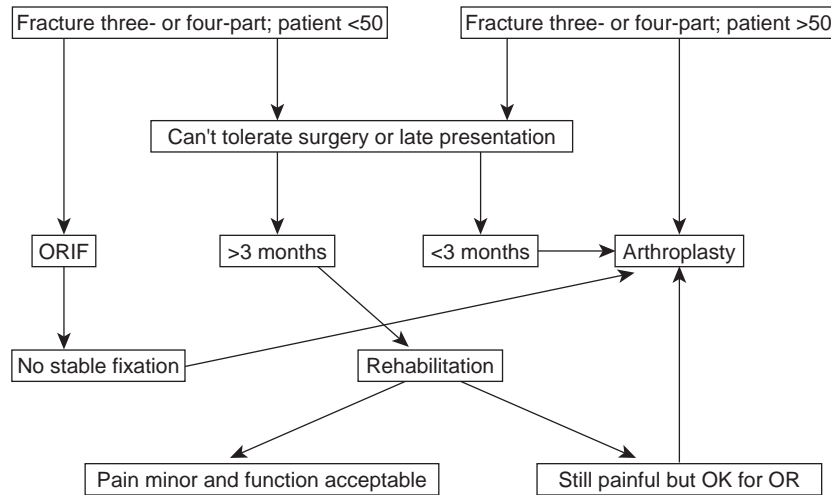 Fracture three- or four-part; patient <50
Fracture three- or four-part; patient >50
Can't tolerate surgery or late presentation
ORIF
>3 months
<3 months
Arthroplasty
No stable fixation
Rehabilitation
Pain minor and function acceptable
Still painful but OK for OR